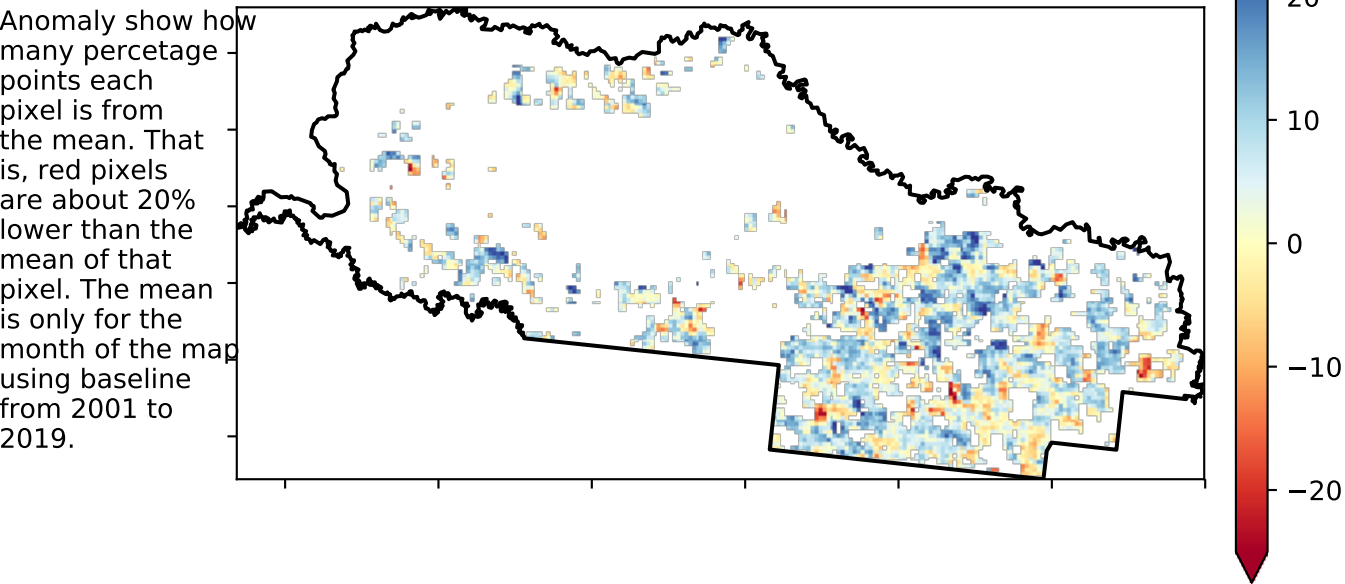 Anomaly show how
many percetage
points each
pixel is from
the mean. That
is, red pixels
are about 20%
lower than the
mean of that
pixel. The mean
is only for the
month of the map
using baseline
from 2001 to
2019.
20
10
0
−10
−20